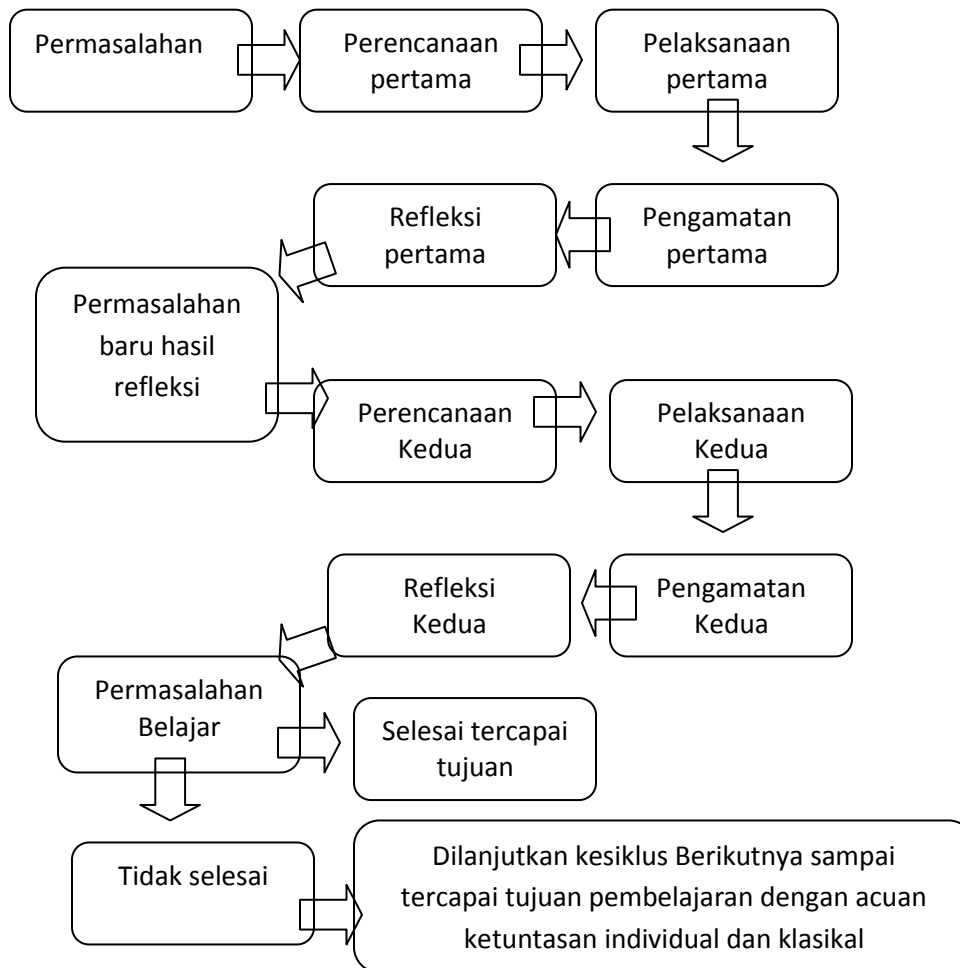 Permasalahan
Perencanaan
pertama
Pelaksanaan
pertama
Pengamatan
pertama
Refleksi
pertama
Permasalahan
baru hasil
refleksi
Perencanaan
Kedua
Pelaksanaan
Kedua
Pengamatan
Kedua
Refleksi
Kedua
Permasalahan
Belajar
Selesai tercapai
tujuan
Tidak selesai
Dilanjutkan kesiklus Berikutnya sampai
tercapai tujuan pembelajaran dengan acuan
ketuntasan individual dan klasikal